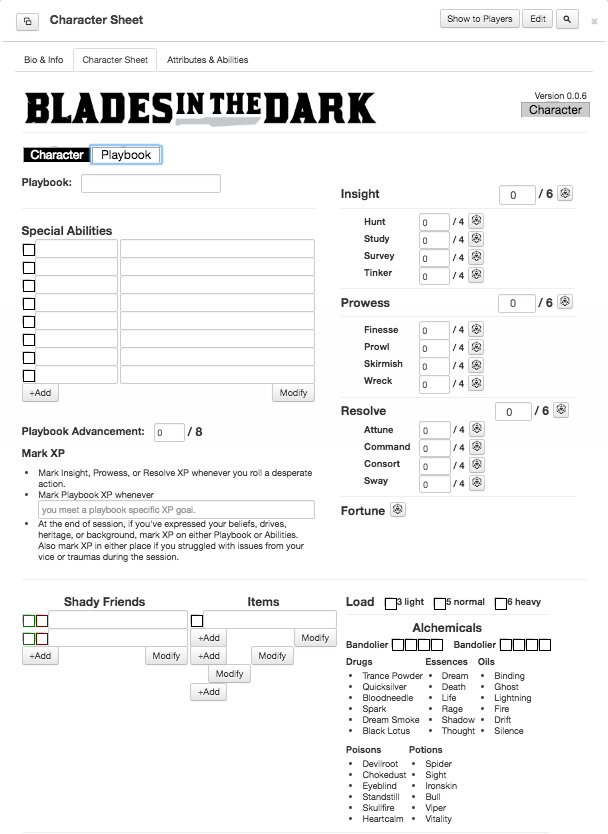 Character Sheet
Show to Players
Edit
Bio & Info
Character Sheet
Attributes & Abilities
BLADES IN THE DARK
Version 0.0.6
Character
Character
Playbook
Playbook:
Special Abilities
+Add
Modify
Playbook Advancement: 0 / 8
Mark XP
• Mark Insight, Prowess, or Resolve XP whenever you roll a desperate
action.
• Mark Playbook XP whenever
you meet a playbook specific XP goal.
• At the end of session, if you've expressed your beliefs, drives,
heritage, or background, mark XP on either Playbook or Abilities.
Also mark XP in either place if you struggled with issues from your
vice or traumas during the session.
Insight 0 / 6
Hunt 0 / 4
Study 0 / 4
Survey 0 / 4
Tinker 0 / 4
Prowess 0 / 6
Finesse 0 / 4
Prowl 0 / 4
Skirmish 0 / 4
Wreck 0 / 4
Resolve 0 / 6
Attune 0 / 4
Command 0 / 4
Consort 0 / 4
Sway 0 / 4
Fortune
Shady Friends
+Add
Modify
Items
+Add
Modify
+Add
Modify
Modify
+Add
Load 3 light 5 normal 6 heavy
Alchemicals
Bandolier
Bandolier
Drugs
• Trance Powder
• Quicksilver
• Bloodneedle
• Spark
• Dream Smoke
• Black Lotus
Essences
• Dream
• Death
• Life
• Rage
• Shadow
• Thought
Oils
• Binding
• Ghost
• Lightning
• Fire
• Drift
• Silence
Poisons
• Devilroot
• Chokedust
• Eyeblind
• Standstill
• Skullfire
• Heartcalm
Potions
• Spider
• Sight
• Ironskin
• Bull
• Viper
• Vitality